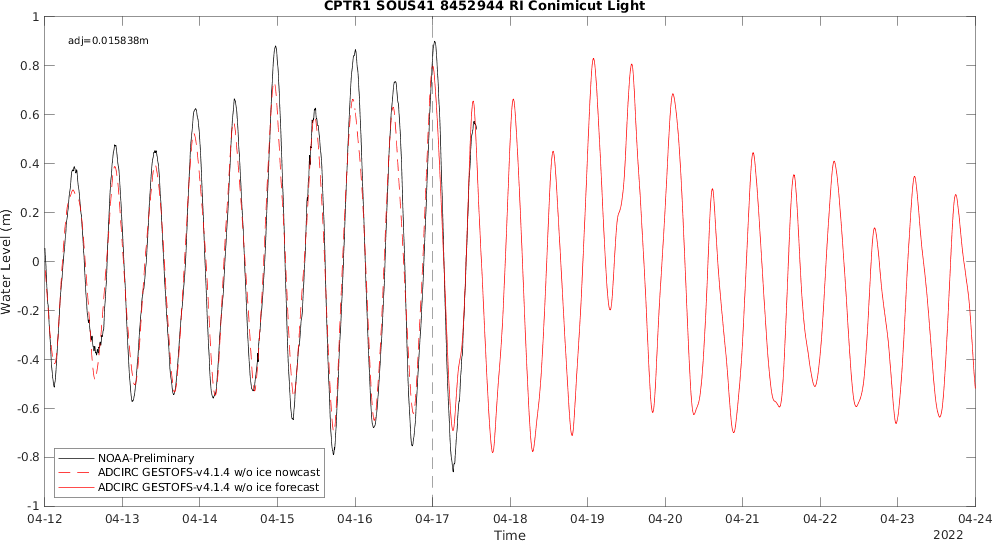 CPTR1 SOUS41 8452944 RI Conimicut Light
adj=0.015838m
1
0.8
0.6
0.4
0.2
0
-0.2
-0.4
-0.6
-0.8
-1
Water Level (m)
NOAA-Preliminary
ADCIRC GESTOFS-v4.1.4 w/o ice nowcast
ADCIRC GESTOFS-v4.1.4 w/o ice forecast
04-12 04-13 04-14 04-15 04-16 04-17 04-18 04-19 04-20 04-21 04-22 04-23 04-24
Time
2022